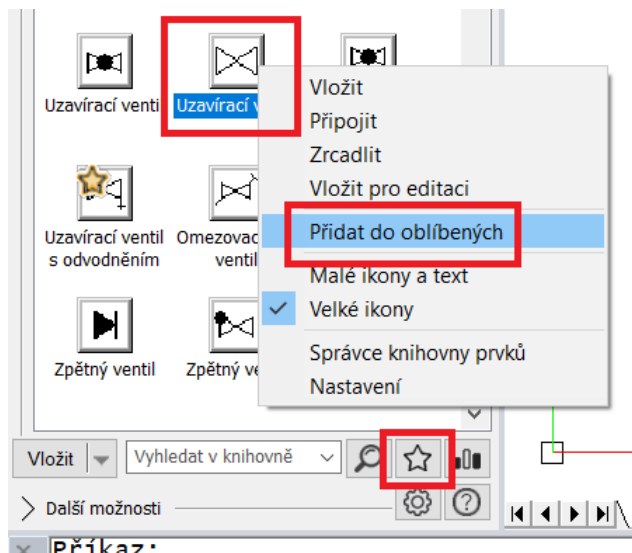 Uzavírací venti
Uzavírací v
Uzavírací ventil
s odvodněním
Omezovac
ventil
Zpětný ventil
Zpětný ve
Vložit
Připojit
Zrcadlit
Vložit pro editaci
Přidat do oblíbených
Malé ikony a text
Velké ikony
Správce knihovny prvků
Nastavení
Vložit
Vyhledat v knihovně
Další možnosti
Příkaz: